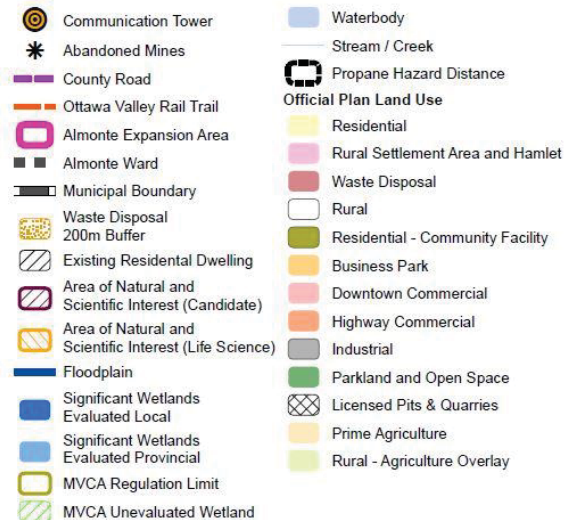 Communication Tower
Abandoned Mines
County Road
Ottawa Valley Rail Trail
Almonte Expansion Area
Almonte Ward
Municipal Boundary
Waste Disposal
200m Buffer
Existing Residental Dwelling
Area of Natural and
Scientific Interest (Candidate)
Area of Natural and
Scientific Interest (Life Science)
Floodplain
Significant Wetlands
Evaluated Local
Significant Wetlands
Evaluated Provincial
MVCA Regulation Limit
MVCA Unevaluated Wetland
Waterbody
Stream / Creek
Propane Hazard Distance
Official Plan Land Use
Residential
Rural Settlement Area and Hamlet
Waste Disposal
Rural
Residential - Community Facility
Business Park
Downtown Commercial
Highway Commercial
Industrial
Parkland and Open Space
Licensed Pits & Quarries
Prime Agriculture
Rural - Agriculture Overlay